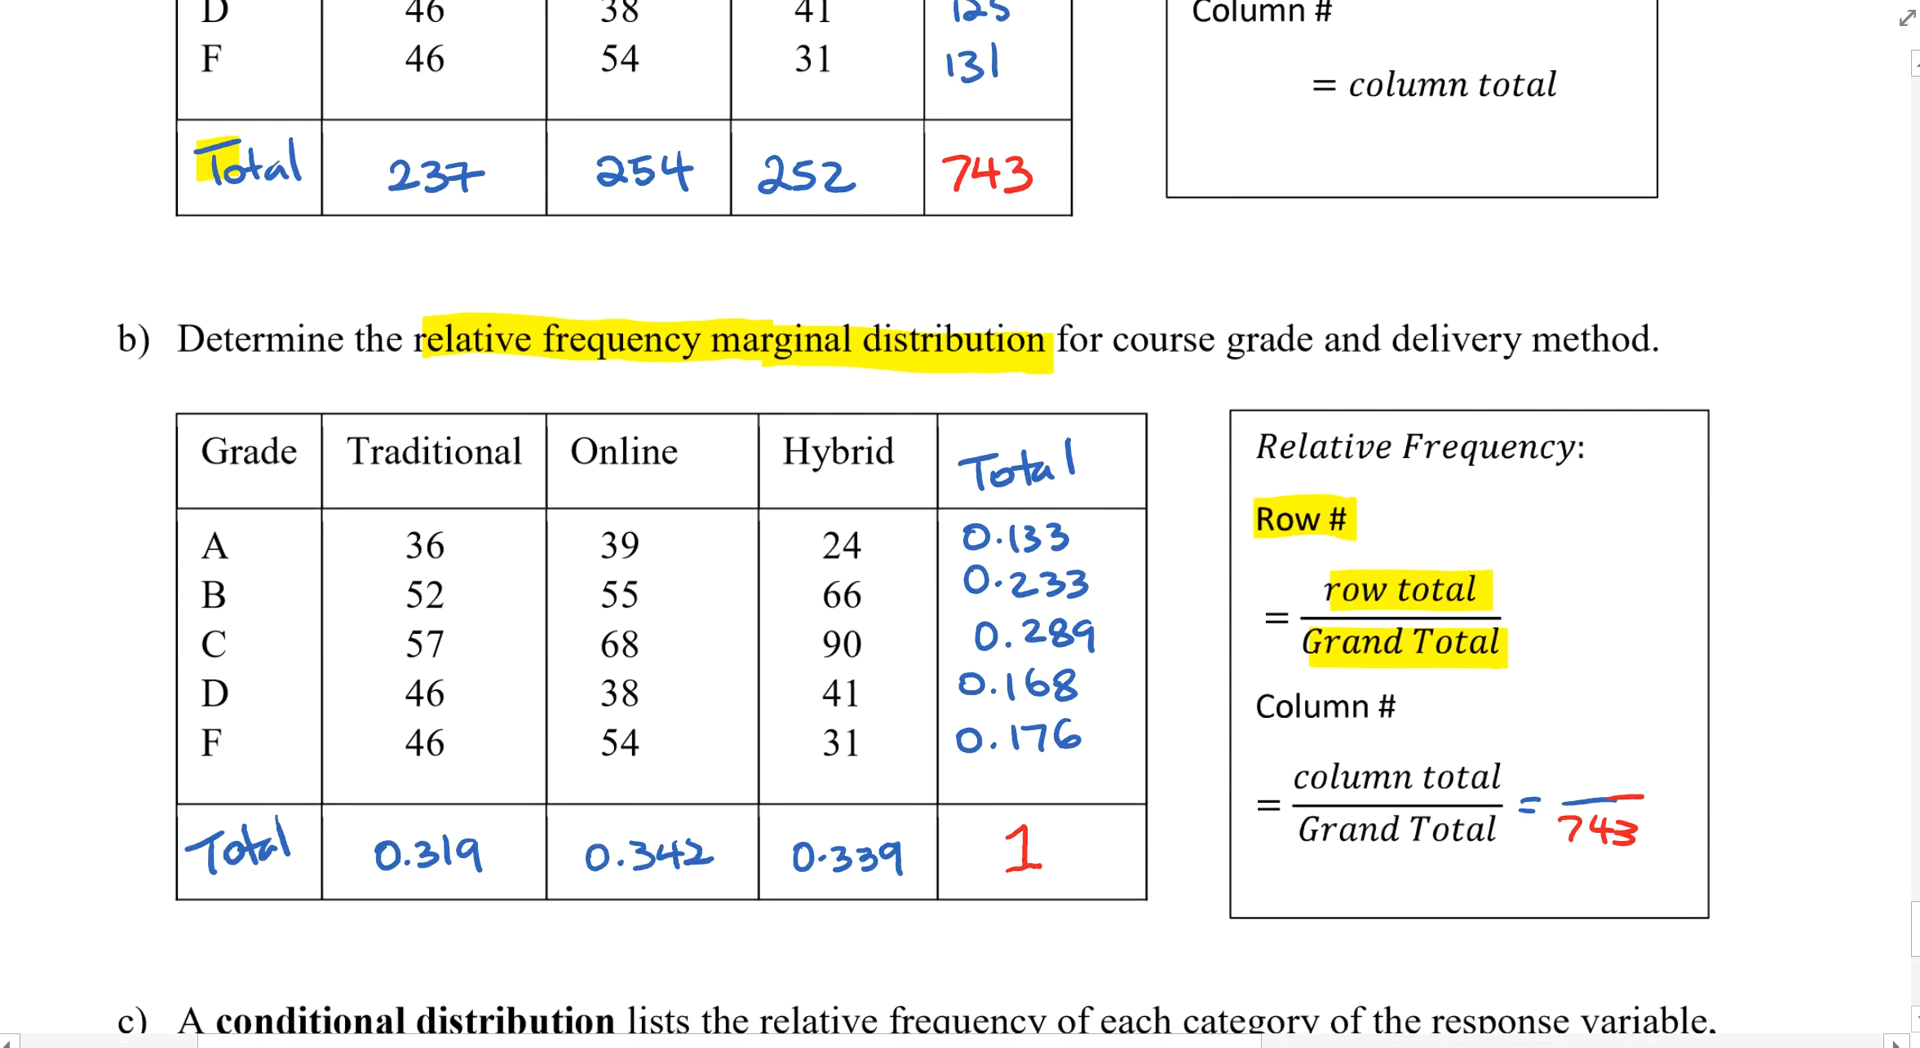 D 46 38 41 125
Column #
F 46 54 31 131
= column total
Total 237 254 252 743
b) Determine the relative frequency marginal distribution for course grade and delivery method.
Grade Traditional Online Hybrid Total
A 36 39 24 0.133
B 52 55 66 0.233
C 57 68 90 0.289
D 46 38 41 0.168
F 46 54 31 0.176
Total 0.319 0.342 0.339 1
Relative Frequency:
Row #
= row total
Grand Total
Column #
= column total
Grand Total = 743
c) A conditional distribution lists the relative frequency of each category of the response variable,